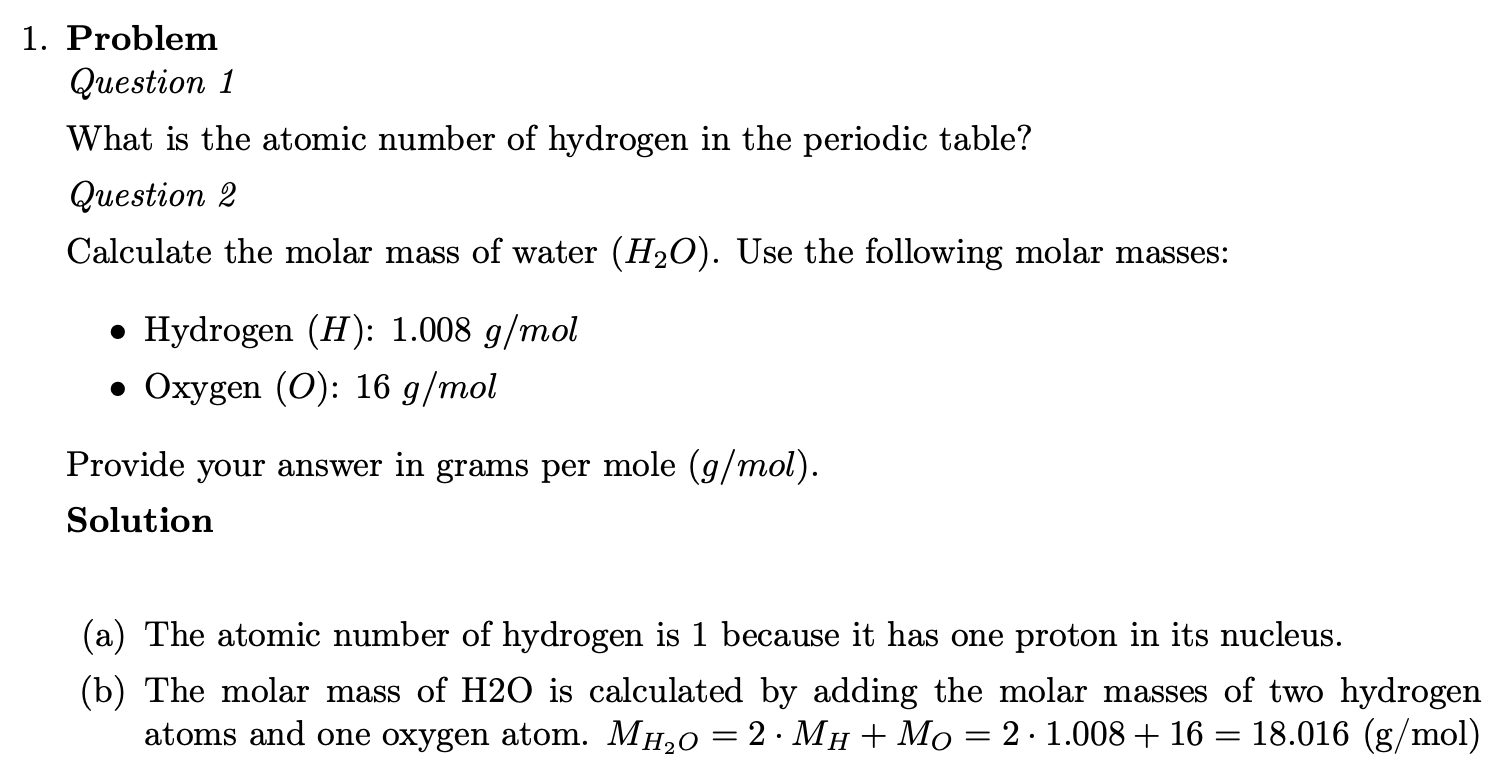 1. Problem
Question 1
What is the atomic number of hydrogen in the periodic table?
Question 2
Calculate the molar mass of water (H₂O). Use the following molar masses:
• Hydrogen (H): 1.008 g/mol
• Oxygen (O): 16 g/mol
Provide your answer in grams per mole (g/mol).
Solution
(a) The atomic number of hydrogen is 1 because it has one proton in its nucleus.
(b) The molar mass of H2O is calculated by adding the molar masses of two hydrogen
atoms and one oxygen atom. M_{H₂O} = 2 · M_H + M_O = 2 · 1.008 + 16 = 18.016 (g/mol)